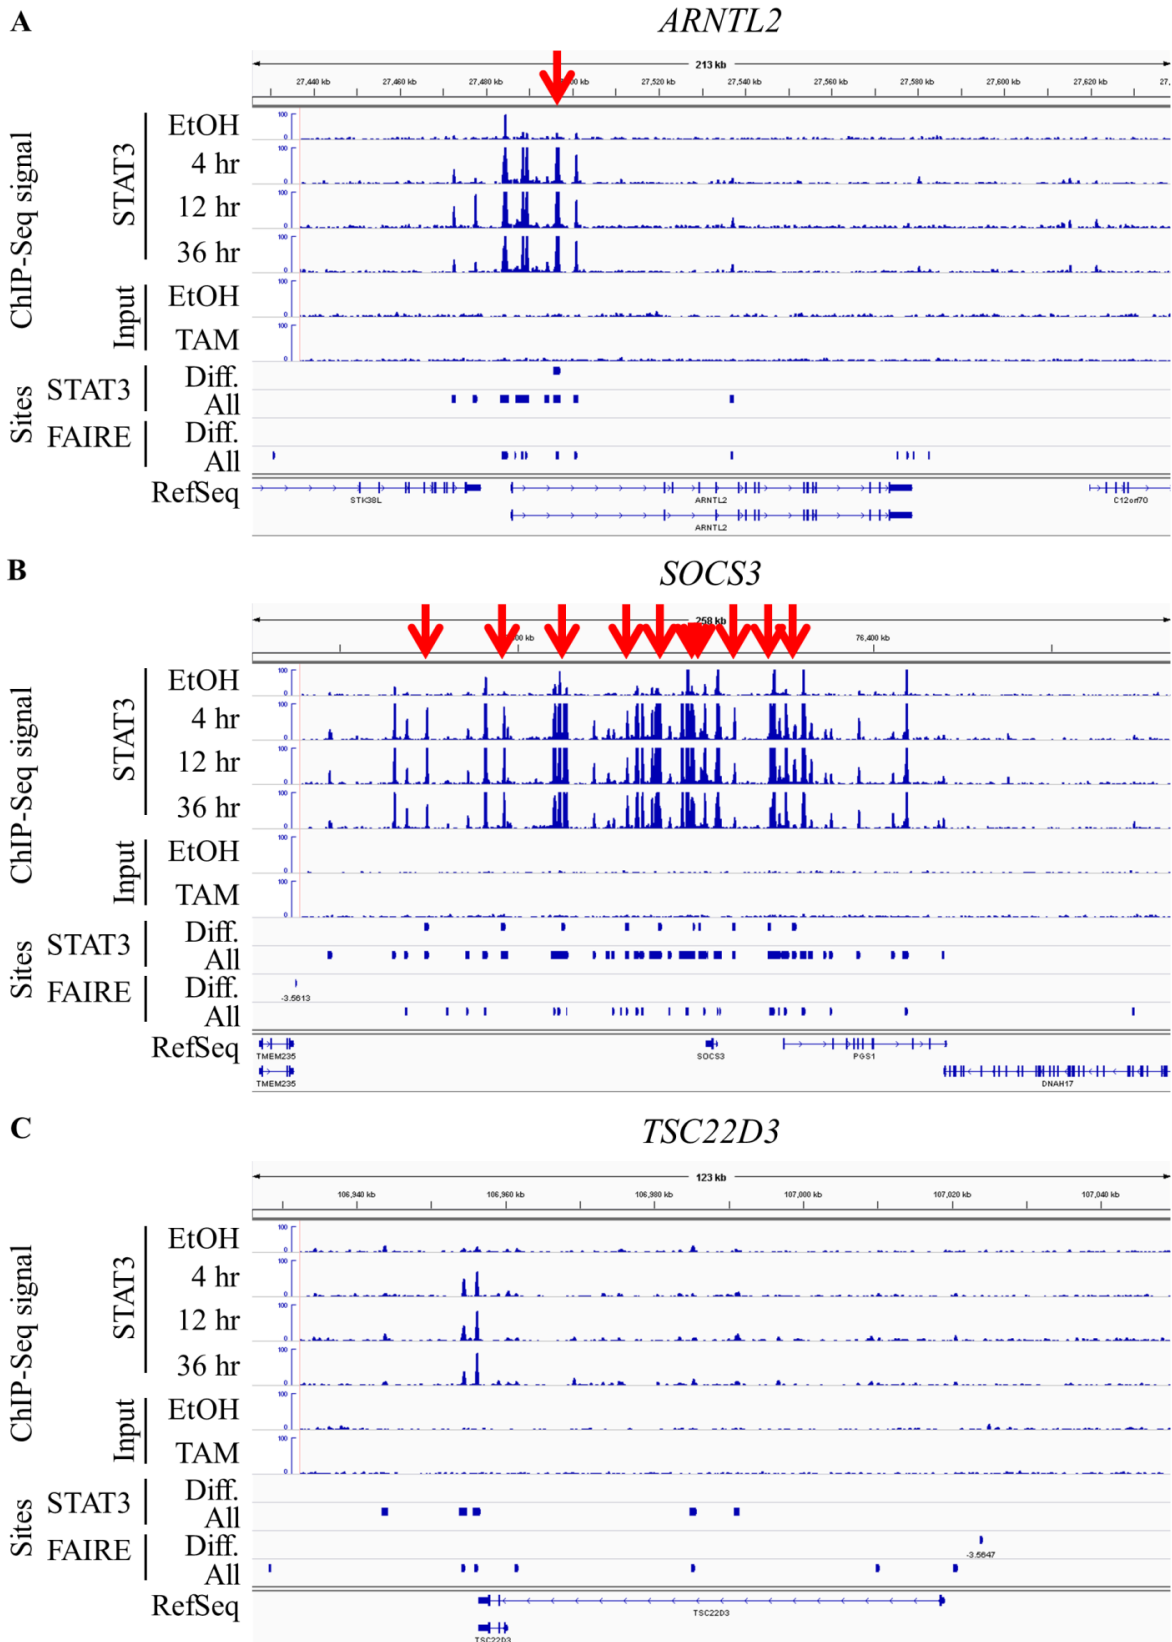 A
ARNTL2
213 kb
27,440 kb 27,460 kb 27,480 kb 27,520 kb 27,540 kb 27,560 kb 27,580 kb 27,600 kb 27,620 kb
ChIP-Seq signal
STAT3
EtOH
4 hr
12 hr
36 hr
Input
EtOH
TAM
Sites
STAT3
Diff.
All
FAIRE
Diff.
All
RefSeq
STK38L ARNTL2 C12orf70
ARNTL2
B
SOCS3
258 kb
76,400 kb
ChIP-Seq signal
STAT3
EtOH
4 hr
12 hr
36 hr
Input
EtOH
TAM
Sites
STAT3
Diff.
All
FAIRE
Diff.
-3.5613
All
RefSeq
TMEM235 SOCS3 PGS1
TMEM235 DNAH17
C
TSC22D3
123 kb
106,940 kb 106,960 kb 106,980 kb 107,000 kb 107,020 kb 107,040 kb
ChIP-Seq signal
STAT3
EtOH
4 hr
12 hr
36 hr
Input
EtOH
TAM
Sites
STAT3
Diff.
All
FAIRE
Diff.
-3.5647
All
RefSeq
TSC22D3
TSC22D3